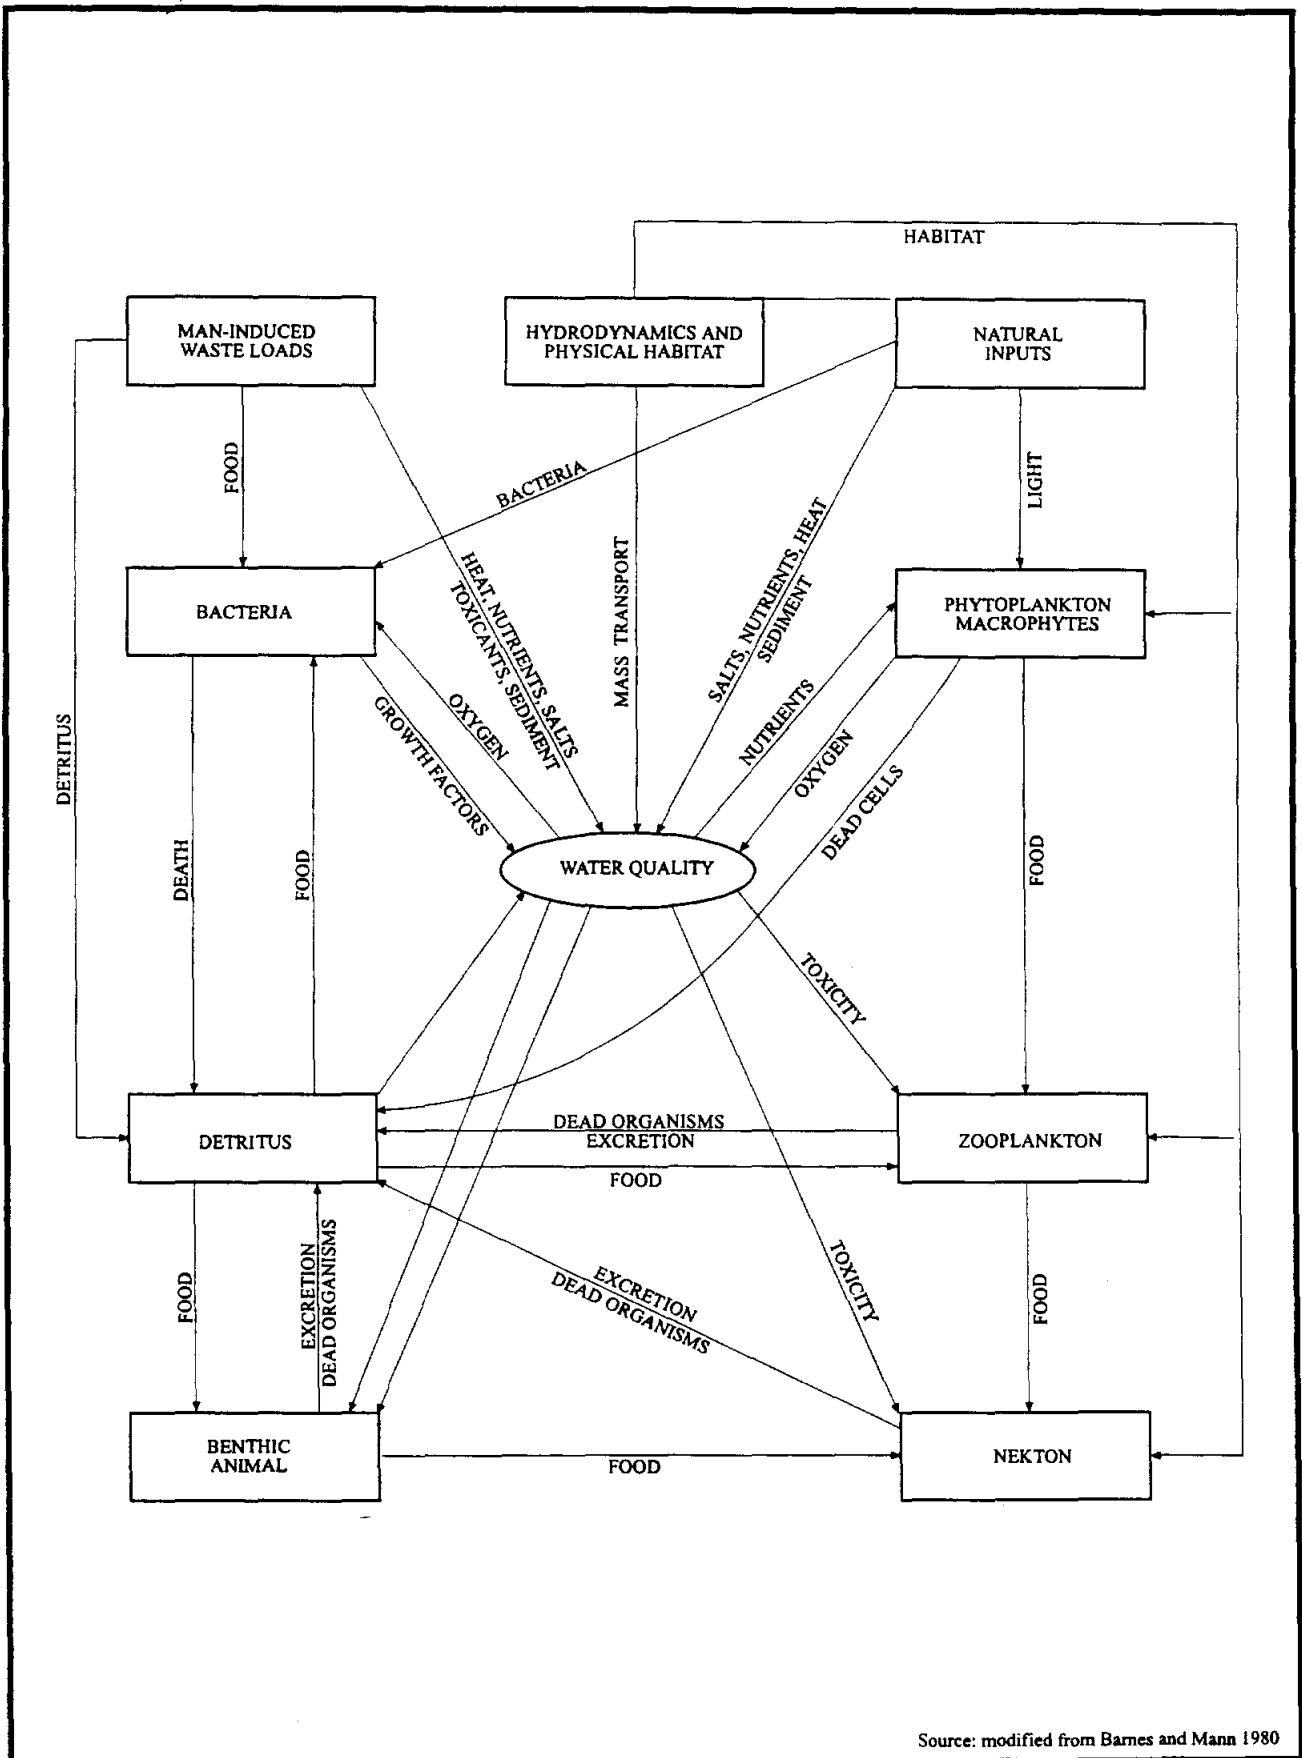 HABITAT
MAN-INDUCED
WASTE LOADS
HYDRODYNAMICS AND
PHYSICAL HABITAT
NATURAL
INPUTS
FOOD
BACTERIA
LIGHT
HEAT, NUTRIENTS, SALTS
TOXICANTS, SEDIMENT
MASS TRANSPORT
SALTS, NUTRIENTS, HEAT
SEDIMENT
BACTERIA
PHYTOPLANKTON
MACROPHYTES
DETRITUS
GROWTH FACTORS
OXYGEN
NUTRIENTS
OXYGEN
DEAD CELLS
DEATH
FOOD
WATER QUALITY
FOOD
TOXICITY
DETRITUS
DEAD ORGANISMS
EXCRETION
FOOD
ZOOPLANKTON
FOOD
EXCRETION
DEAD ORGANISMS
EXCRETION
DEAD ORGANISMS
TOXICITY
FOOD
BENTHIC
ANIMAL
FOOD
NEKTON
Source: modified from Barnes and Mann 1980